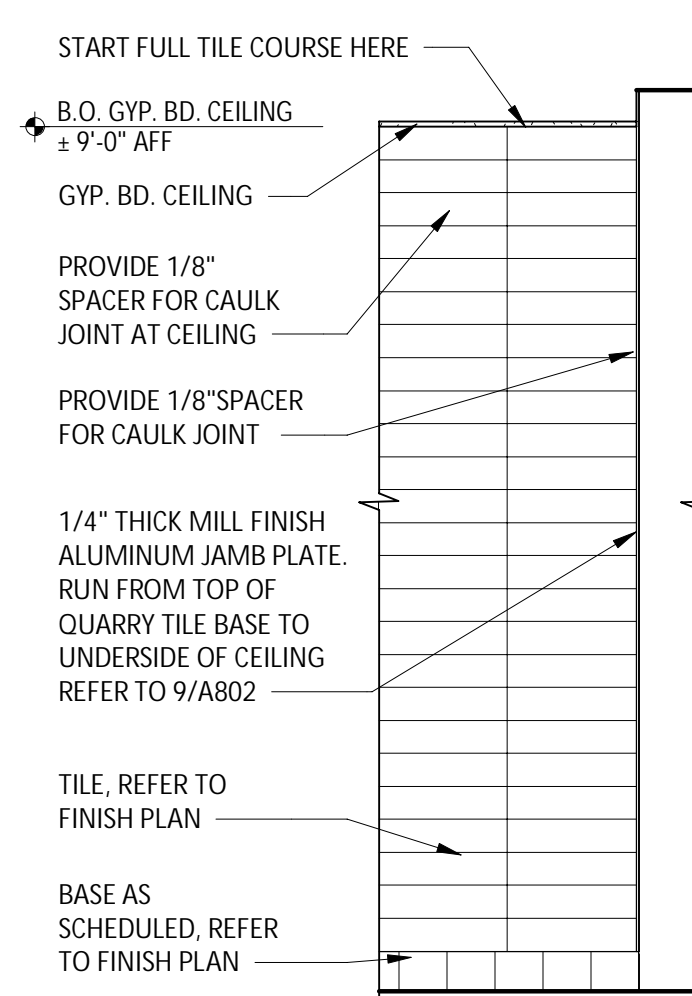 START FULL TILE COURSE HERE
B.O. GYP. BD. CEILING
± 9'-0" AFF
GYP. BD. CEILING
PROVIDE 1/8"
SPACER FOR CAULK
JOINT AT CEILING
PROVIDE 1/8"SPACER
FOR CAULK JOINT
1/4" THICK MILL FINISH
ALUMINUM JAMB PLATE.
RUN FROM TOP OF
QUARRY TILE BASE TO
UNDERSIDE OF CEILING
REFER TO 9/A802
TILE, REFER TO
FINISH PLAN
BASE AS
SCHEDULED, REFER
TO FINISH PLAN